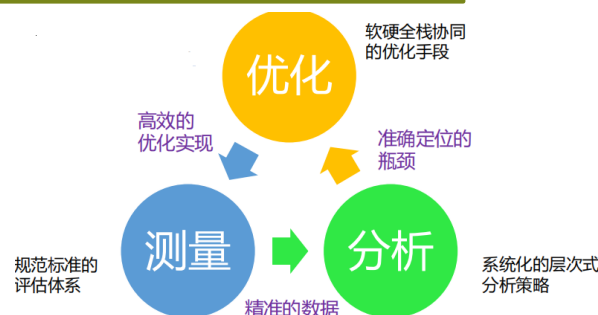 软硬全栈协同
的优化手段
优化
高效的
优化实现
准确定位的
瓶颈
测量
分析
规范标准的
评估体系
系统化的层次式
分析策略
精准的数据